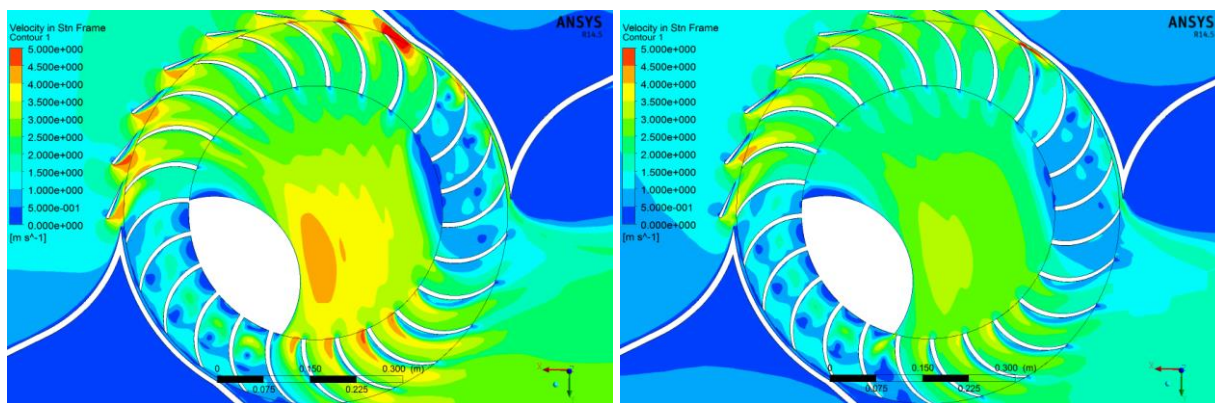 Velocity in Stn Frame
Contour 1
5.000e+000
4.500e+000
4.000e+000
3.500e+000
3.000e+000
2.500e+000
2.000e+000
1.500e+000
1.000e+000
5.000e-001
0.000e+000
[m s^-1]
ANSYS
R14.5
0
0.150
0.300 (m)
0.075
0.225
X
Velocity in Stn Frame
Contour 1
5.000e+000
4.500e+000
4.000e+000
3.500e+000
3.000e+000
2.500e+000
2.000e+000
1.500e+000
1.000e+000
5.000e-001
0.000e+000
[m s^-1]
ANSYS
R14.5
0
0.150
0.300 (m)
0.075
0.225
X